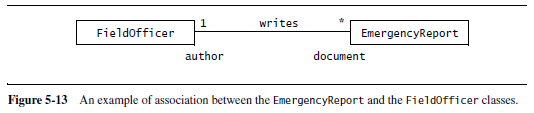 1 writes *
FieldOfficer EmergencyReport
author document
Figure 5-13 An example of association between the EmergencyReport and the FieldOfficer classes.